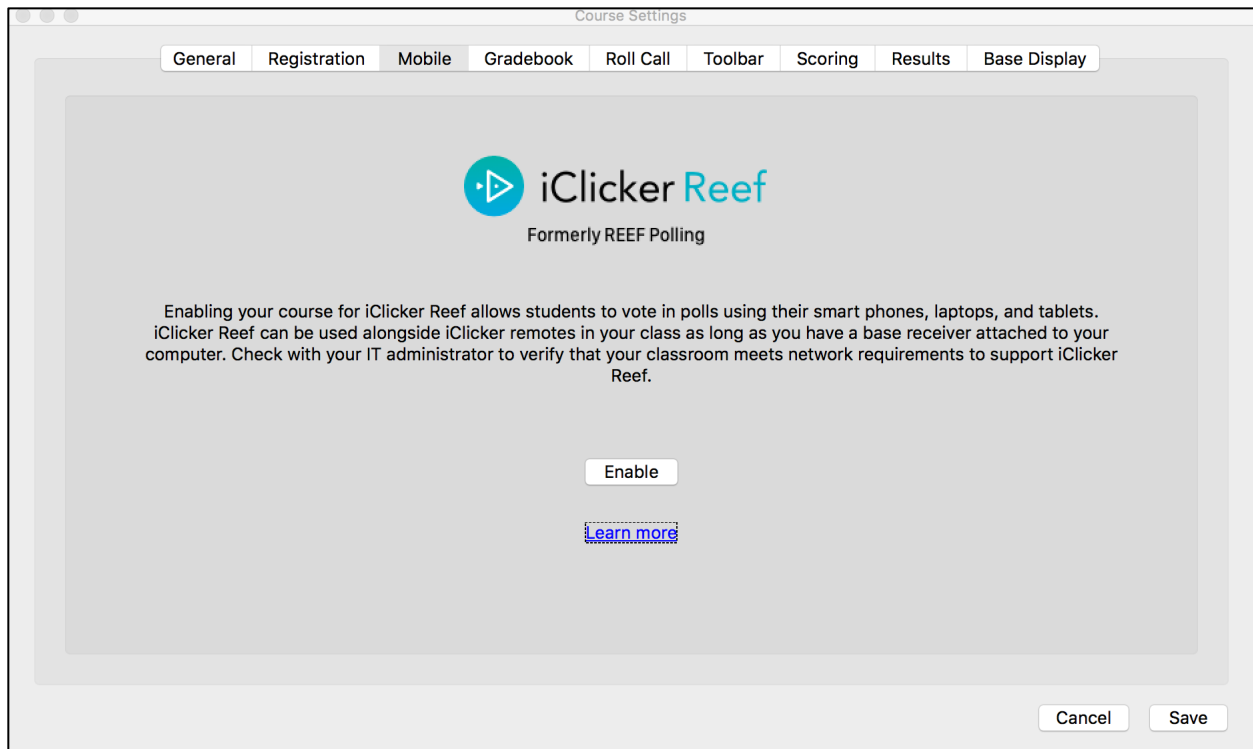 Course Settings
General Registration Mobile Gradebook Roll Call Toolbar Scoring Results Base Display
iClicker Reef
Formerly REEF Polling
Enabling your course for iClicker Reef allows students to vote in polls using their smart phones, laptops, and tablets.
iClicker Reef can be used alongside iClicker remotes in your class as long as you have a base receiver attached to your
computer. Check with your IT administrator to verify that your classroom meets network requirements to support iClicker
Reef.
Enable
Learn more
Cancel Save